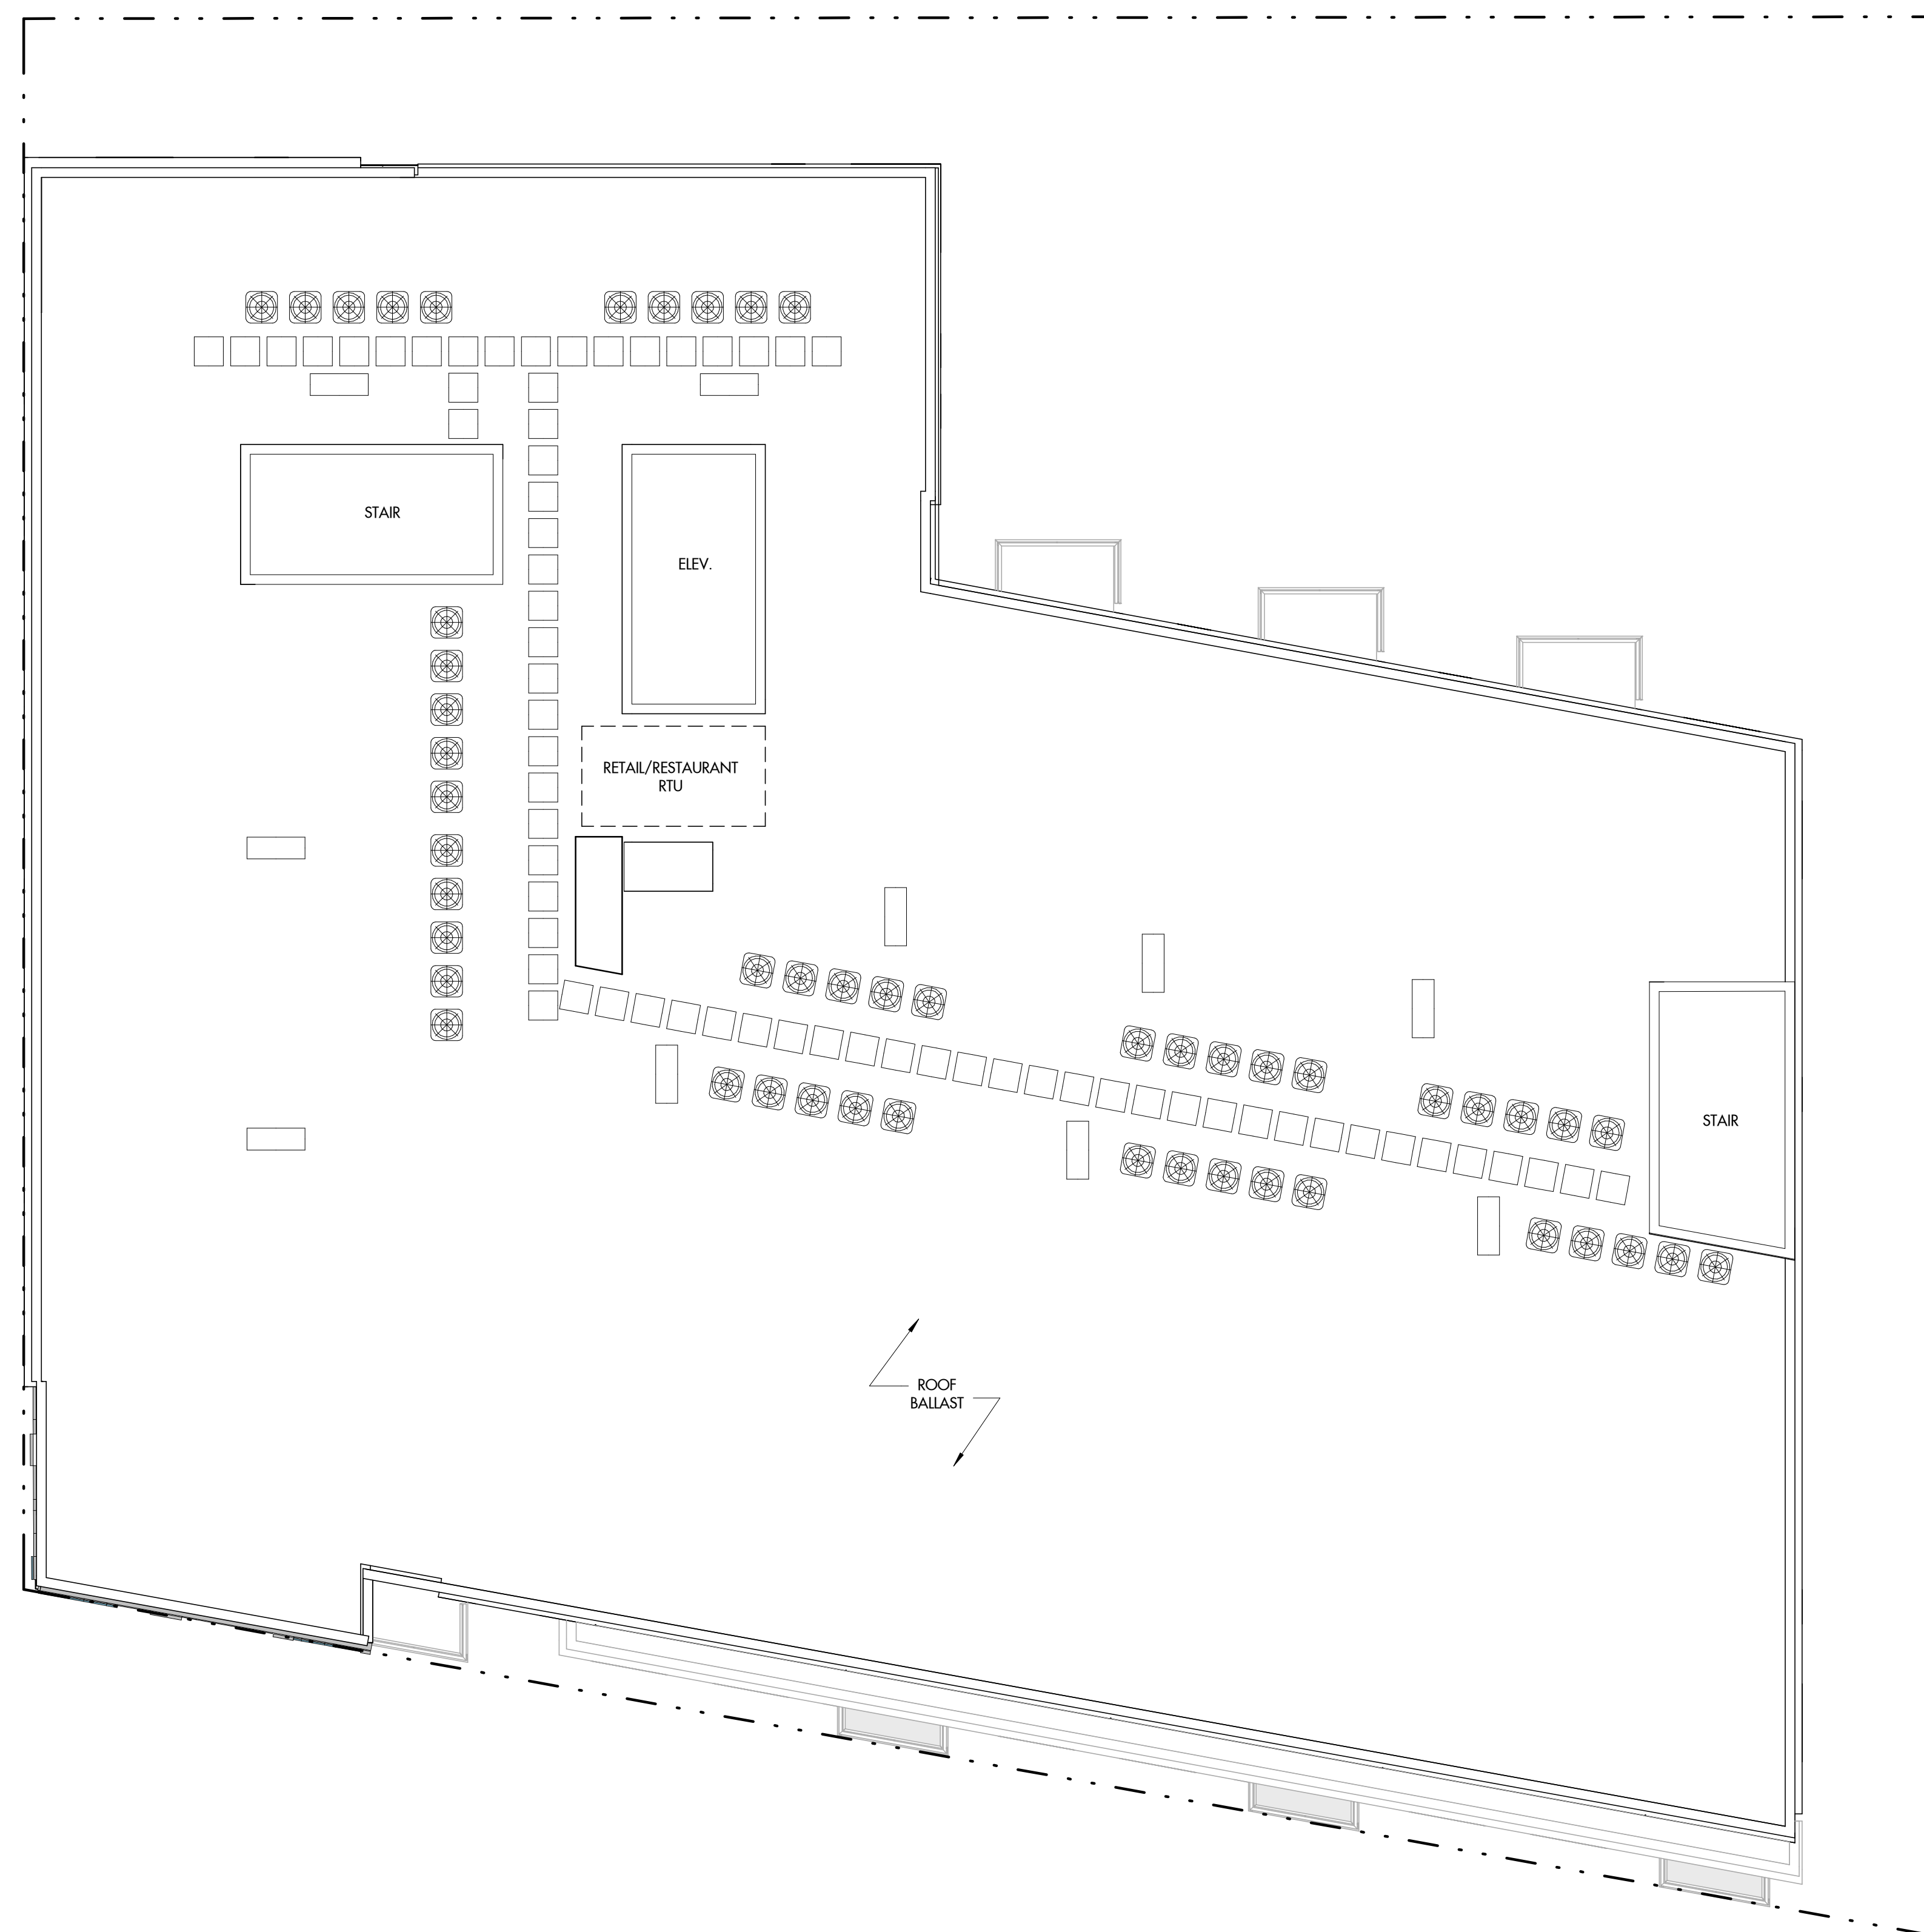 STAIR
ELEV.
RETAIL/RESTAURANT
RTU
STAIR
ROOF
BALLAST